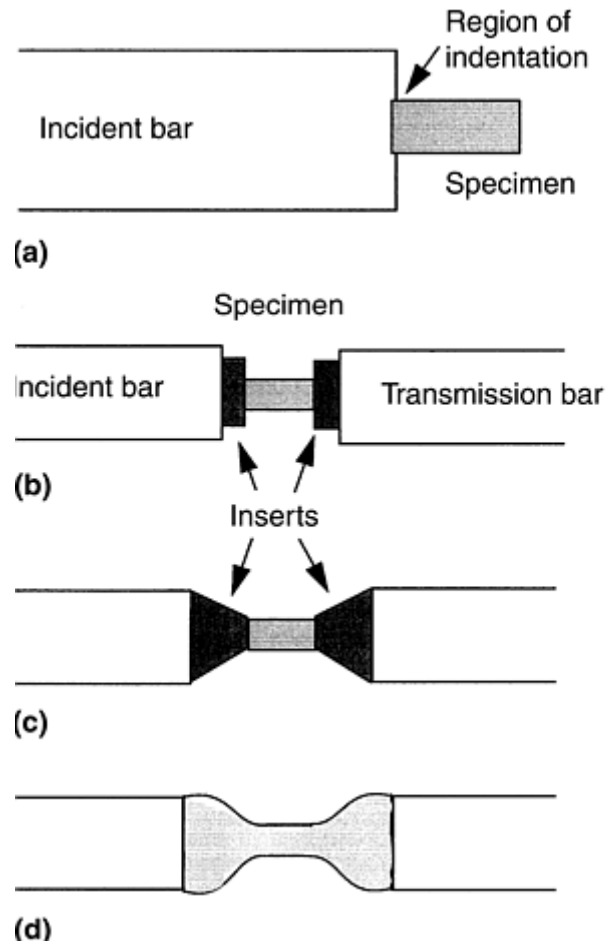 Region of
indentation
Incident bar
Specimen
(a)
Specimen
Incident bar
Transmission bar
(b)
Inserts
(c)
(d)